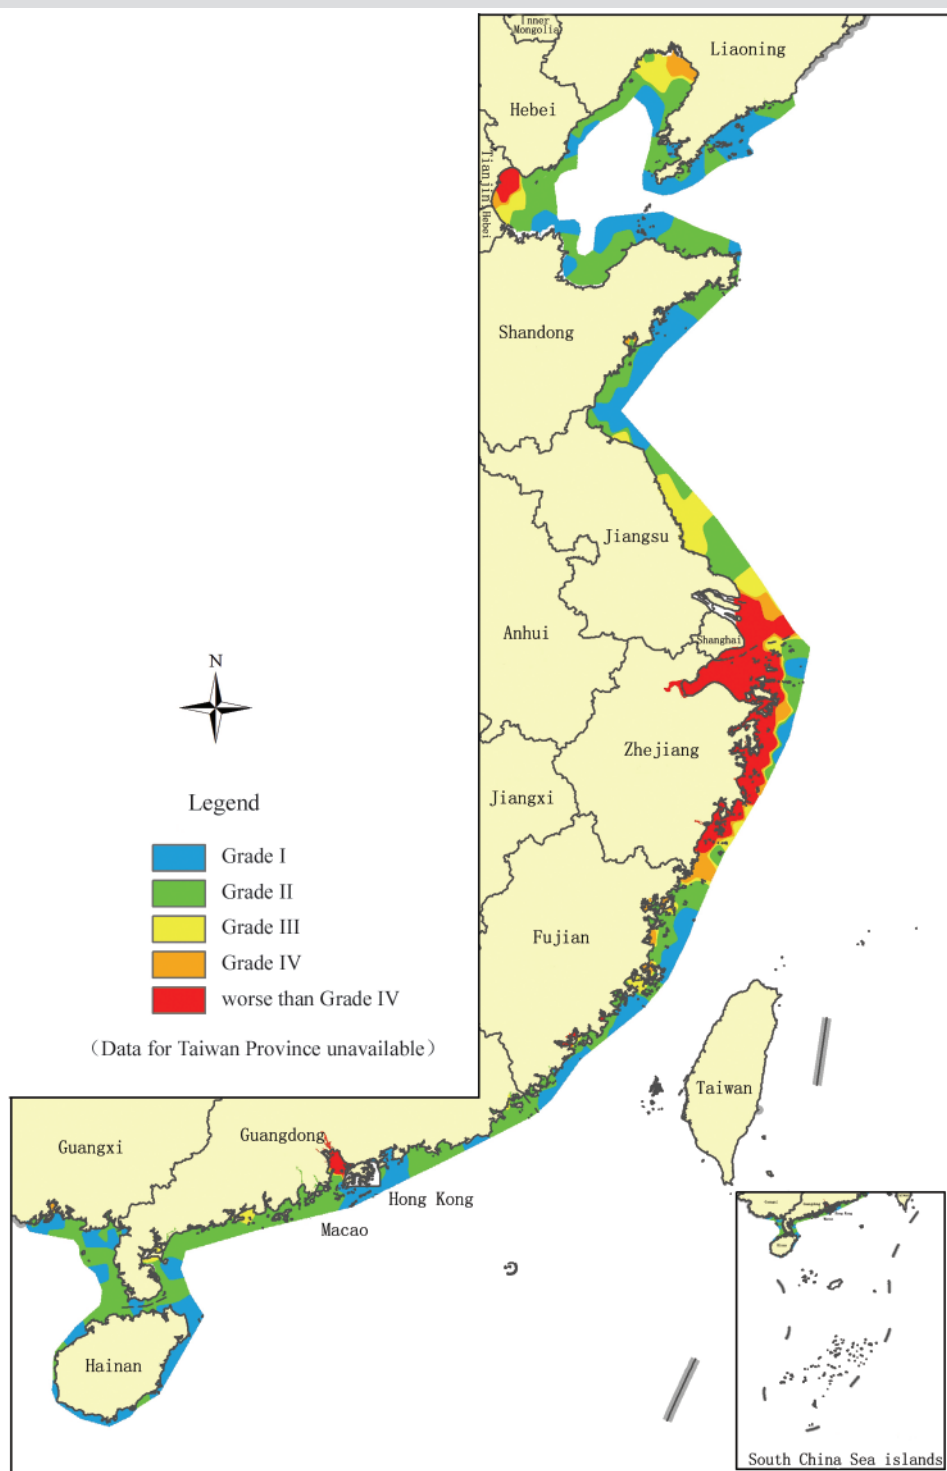 Inner
Mongolia
Liaoning
Hebei
Tianjin
Hebei
Shandong
Jiangsu
Anhui
Shanghai
N
Zhejiang
Jiangxi
Legend
Grade I
Grade II
Grade III
Grade IV
worse than Grade IV
(Data for Taiwan Province unavailable)
Fujian
Taiwan
Guangxi
Guangdong
Hong Kong
Macao
Hainan
South China Sea islands